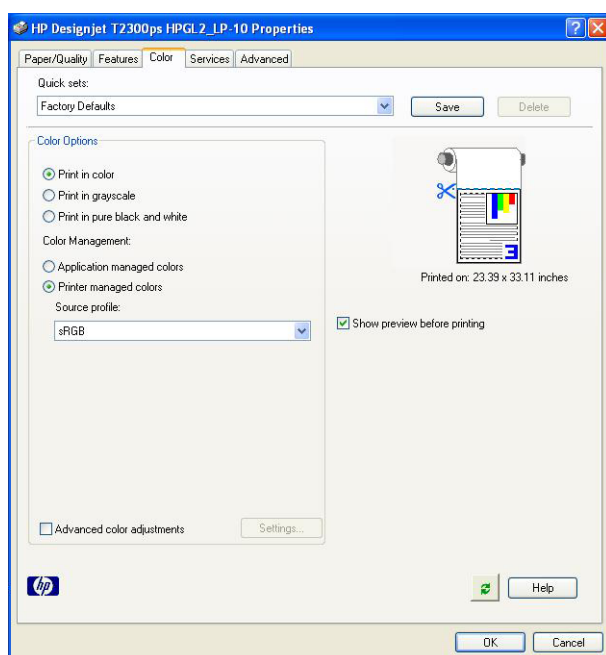 HP Designjet T2300ps HPGL2_LP-10 Properties
Paper/Quality Features Color Services Advanced
Quick sets:
Factory Defaults Save Delete
Color Options
Print in color
Print in grayscale
Print in pure black and white
Color Management:
Application managed colors
Printer managed colors
Source profile:
sRGB
3
Printed on: 23.39 x 33.11 inches
Show preview before printing
Advanced color adjustments Settings...
hp Help
OK Cancel